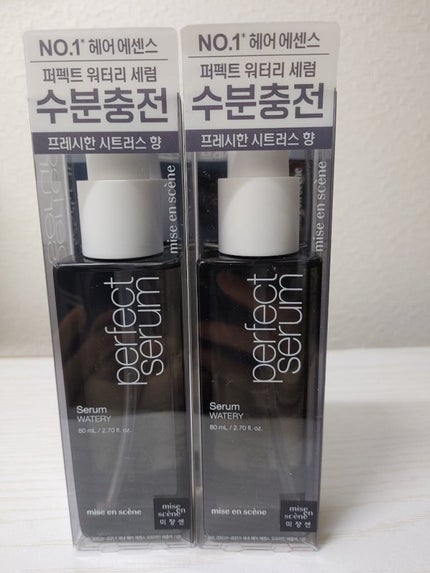 NO.1* 헤어 에센스
퍼펙트 워터리 세럼
수분충전
프레시한 시트러스 향
mise en scène
perfect
serum
Serum
WATERY
80 mL / 2.70 fl. oz.
mise en scène
mise
en
scène
미쟝센
NO.1* 헤어 에센스
퍼펙트 워터리 세럼
수분충전
프레시한 시트러스 향
mise en scène
perfect
serum
Serum
WATERY
80 mL / 2.70 fl. oz.
mise en scène
mise
en
scène
미쟝센